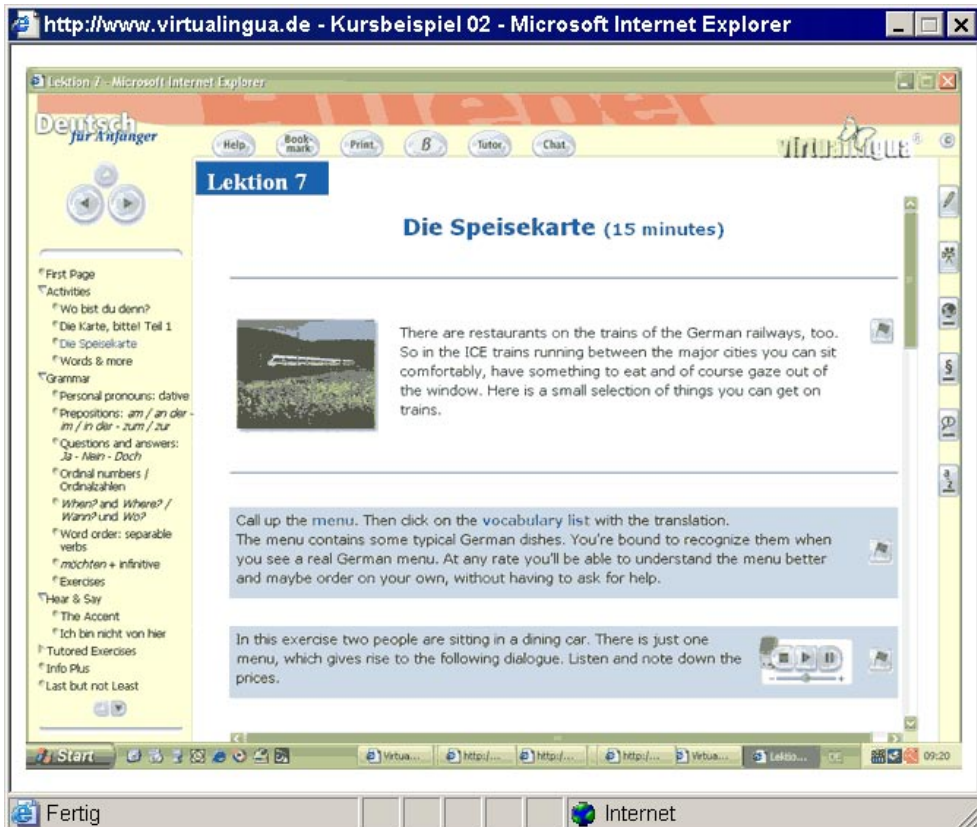 http://www.virtualingua.de - Kursbeispiel 02 - Microsoft Internet Explorer
Lektion 7 - Microsoft Internet Explorer
Deutsch
für Anfänger
Help
Book-
mark
Print
B
Tutor
Chat
virtuaLingua®
Lektion 7
Die Speisekarte (15 minutes)
First Page
Activities
Wo bist du denn?
Die Karte, bitte! Teil 1
Die Speisekarte
Words & more
Grammar
Personal pronouns: dative
Prepositions: am / an der -
im / in der - zum / zur
Questions and answers:
Ja - Nein - Doch
Ordinal numbers /
Ordinalzahlen
When? and Where? /
Wann? und Wo?
Word order: separable
verbs
möchten + infinitive
Exercises
Hear & Say
The Accent
Ich bin nicht von hier
Tutored Exercises
Info Plus
Last but not Least
There are restaurants on the trains of the German railways, too.
So in the ICE trains running between the major cities you can sit
comfortably, have something to eat and of course gaze out of
the window. Here is a small selection of things you can get on
trains.
Call up the menu. Then click on the vocabulary list with the translation.
The menu contains some typical German dishes. You're bound to recognize them when
you see a real German menu. At any rate you'll be able to understand the menu better
and maybe order on your own, without having to ask for help.
In this exercise two people are sitting in a dining car. There is just one
menu, which gives rise to the following dialogue. Listen and note down the
prices.
Start
Virtua...
http:/...
http:/...
http:/...
Virtua...
Lektio...
DE
09:20
Fertig
Internet